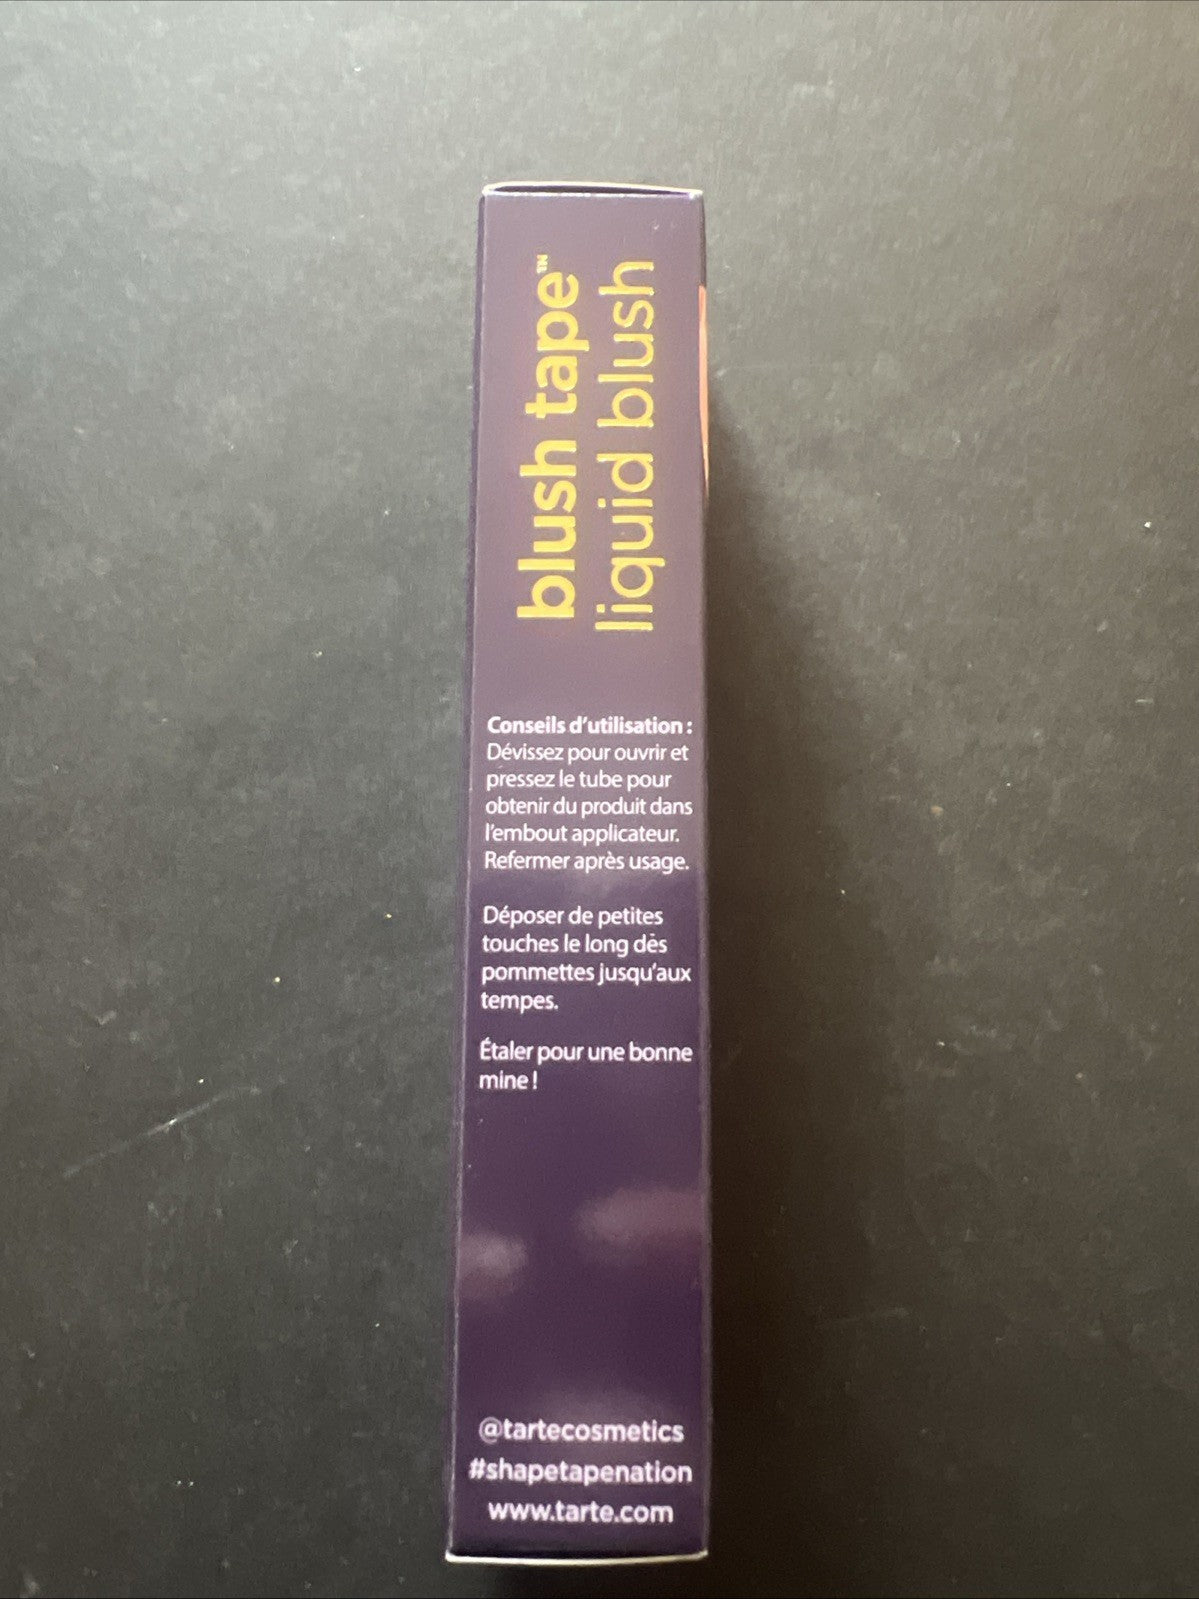 blush tape™
liquid blush
Conseils d'utilisation :
Dévissez pour ouvrir et
pressez le tube pour
obtenir du produit dans
l'embout applicateur.
Refermer après usage.
Déposer de petites
touches le long des
pommettes jusqu'aux
tempes.
Étaler pour une bonne
mine !
@tartecosmetics
#shapetapenation
www.tarte.com